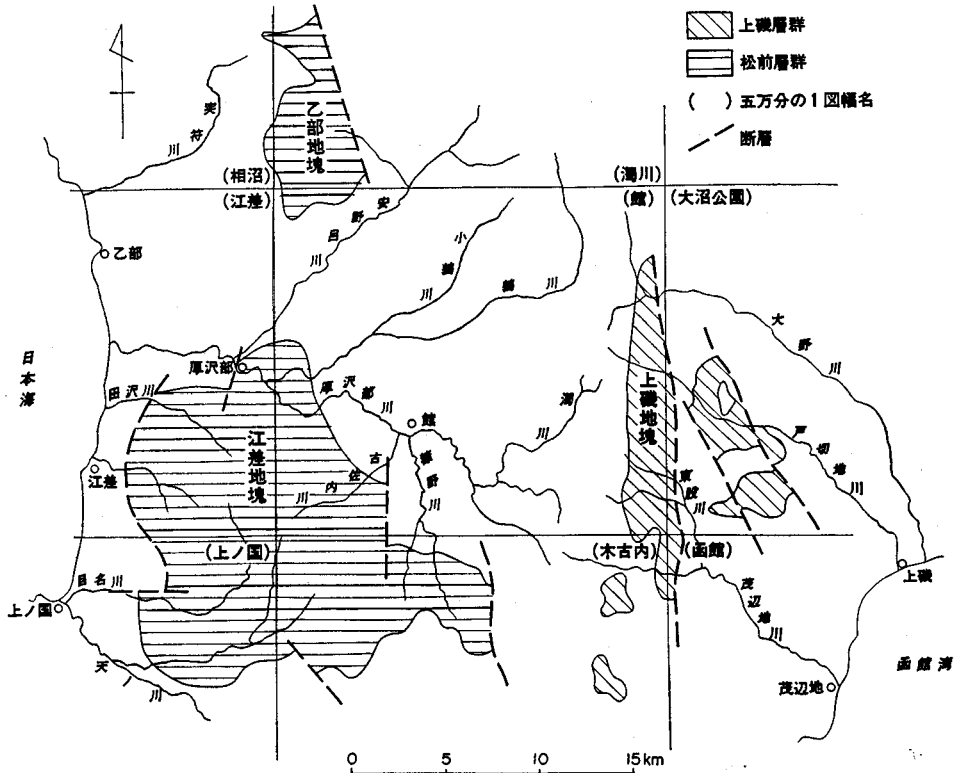 上磯層群
松前層群
( ) 五万分の1図幅名
断層
突符川
乙部地塊
(相沼)
(江差)
(濁川)
(館)
(大沼公園)
安野呂川
小鶉川
鶉川
乙部
大野川
日本海
厚沢部
田沢川
厚沢部川
館
濁川
上磯地塊
戸切地川
江差地塊
江差
古佐内川
糠野川
東股川
(上ノ国)
(木古内)
(函館)
上磯
目名川
上ノ国
天ノ川
茂辺地川
函館湾
茂辺地
0 5 10 15km